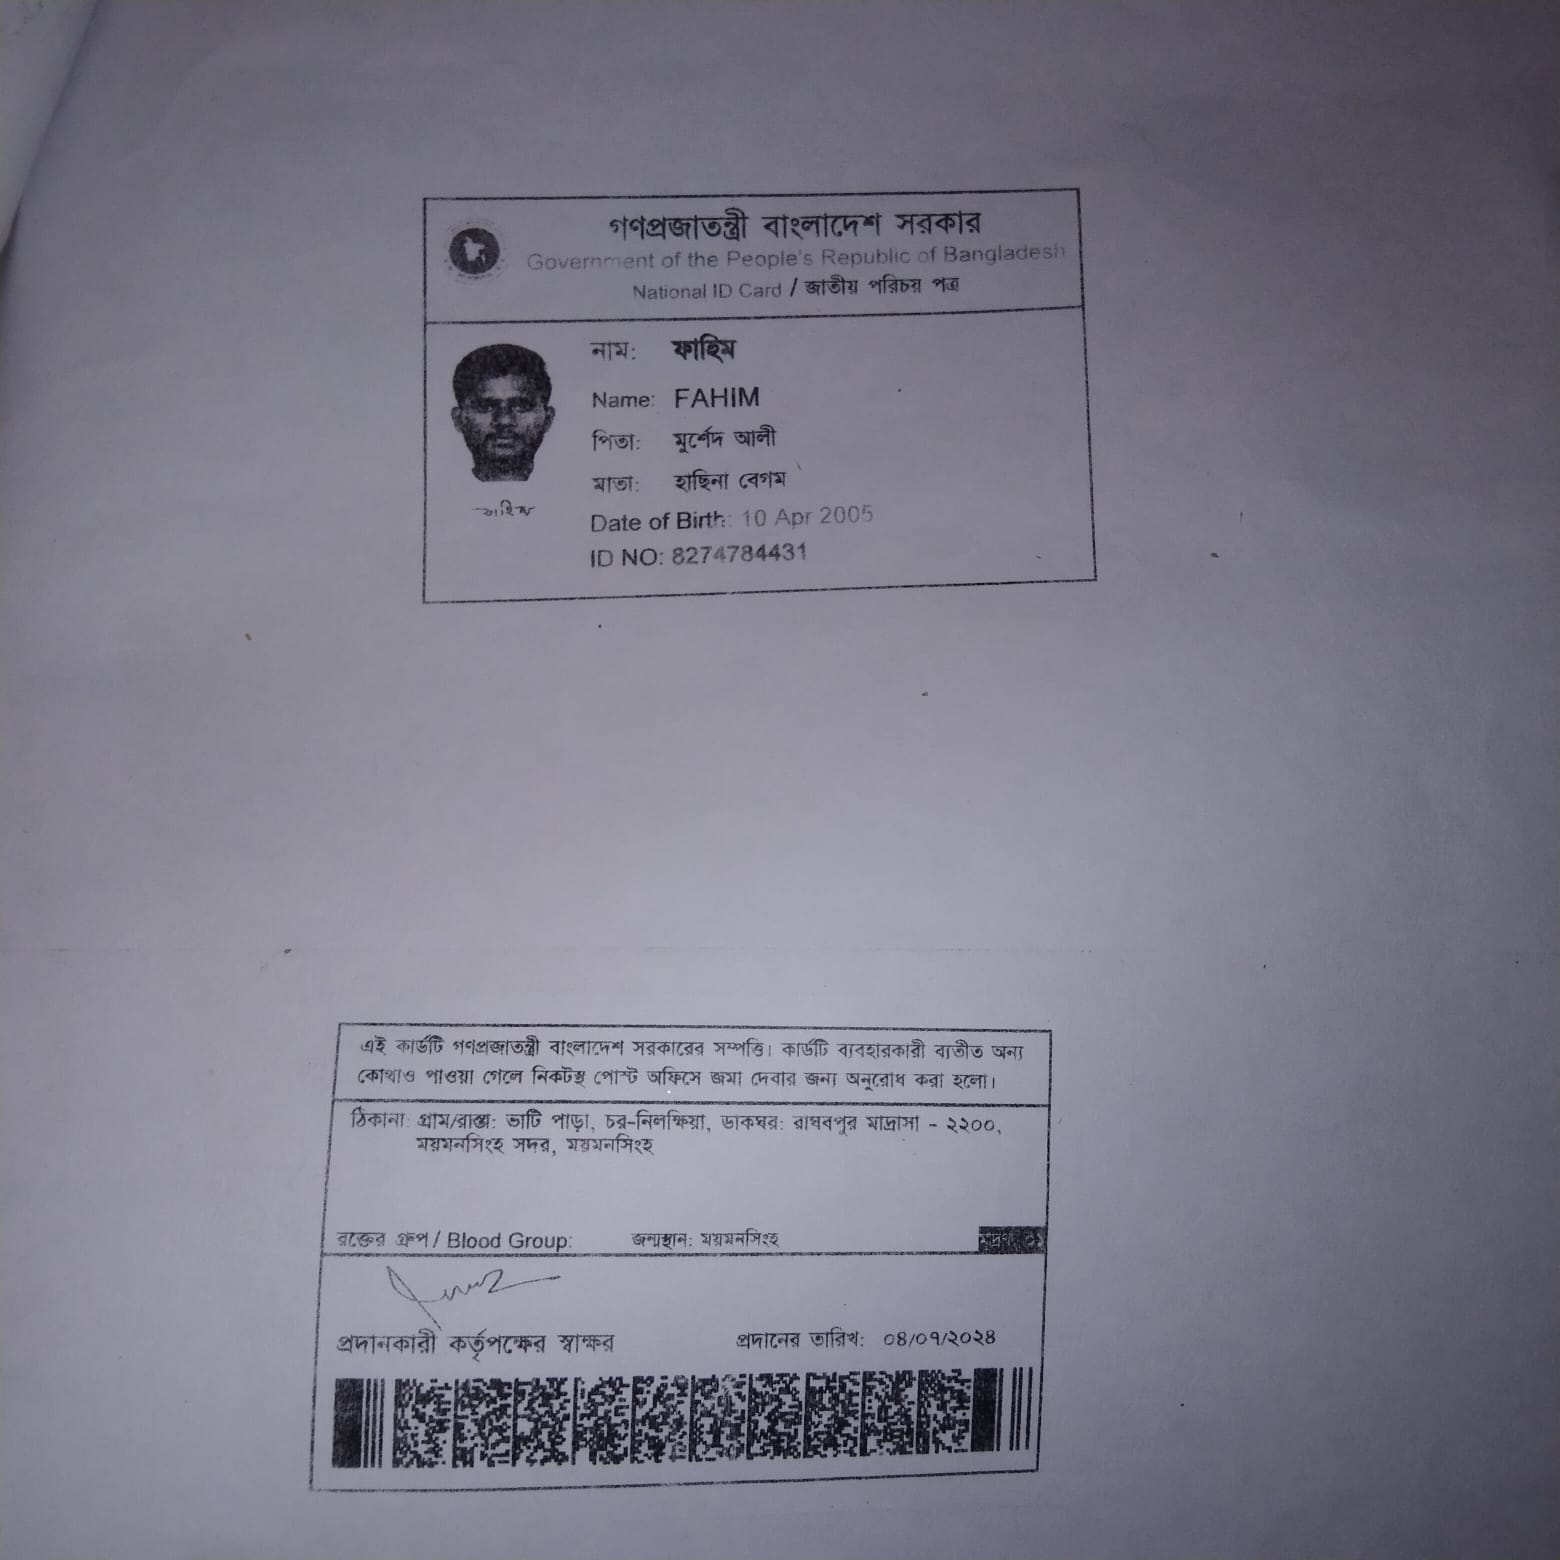 গণপ্রজাতন্ত্রী বাংলাদেশ সরকার
Government of the People's Republic of Bangladesh
National ID Card / জাতীয় পরিচয় পত্র
নাম: ফাহিম
Name: FAHIM
পিতা: মুর্শেদ আলী
মাতা: হাছিনা বেগম
ফাহিম
Date of Birth: 10 Apr 2005
ID NO: 8274784431
এই কার্ডটি গণপ্রজাতন্ত্রী বাংলাদেশ সরকারের সম্পত্তি। কার্ডটি ব্যবহারকারী ব্যতীত অন্য
কোথাও পাওয়া গেলে নিকটস্থ পোস্ট অফিসে জমা দেবার জন্য অনুরোধ করা হলো।
ঠিকানা: গ্রাম/রাস্তা: ভাটি পাড়া, চর-নিলক্ষিয়া, ডাকঘর: রাঘবপুর মাদ্রাসা - ২২০০,
ময়মনসিংহ সদর, ময়মনসিংহ
রক্তের গ্রুপ / Blood Group: জন্মস্থান: ময়মনসিংহ
প্রদানকারী কর্তৃপক্ষের স্বাক্ষর প্রদানের তারিখ: ০৪/০৭/২০২৪